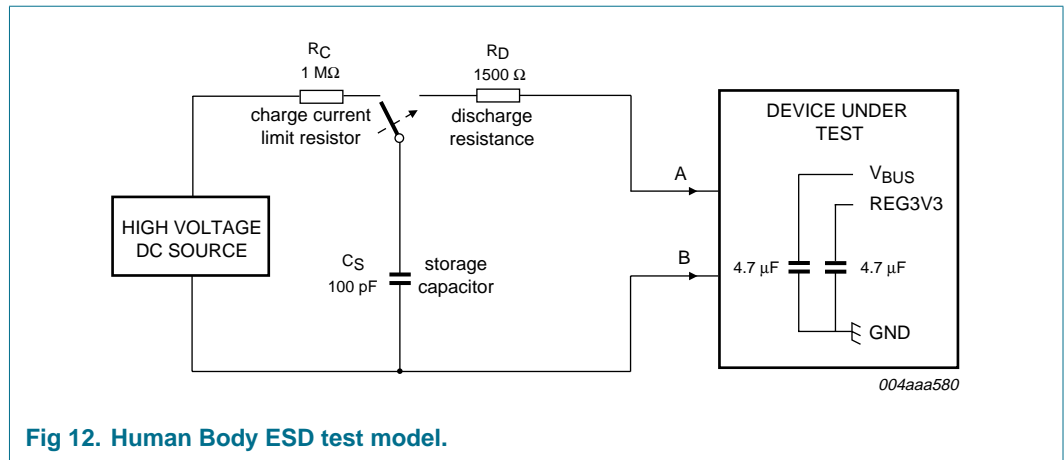 RC
1 MΩ
charge current
limit resistor
RD
1500 Ω
discharge
resistance
HIGH VOLTAGE
DC SOURCE
CS
100 pF
storage
capacitor
A
B
DEVICE UNDER
TEST
VBUS
REG3V3
4.7 μF
4.7 μF
GND
004aaa580
Fig 12. Human Body ESD test model.